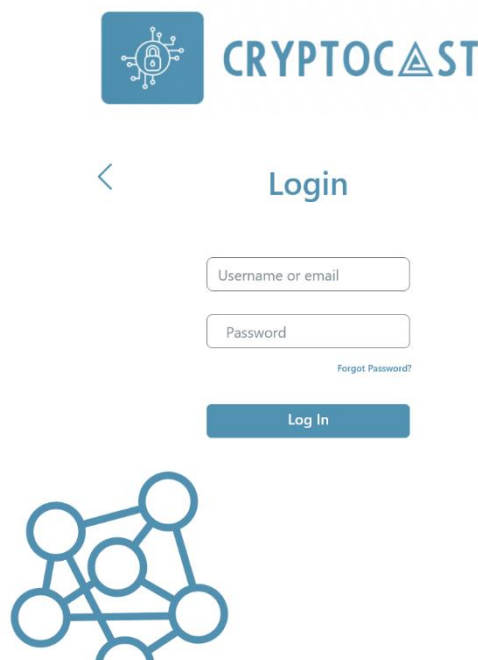 CRYPTOCAST
Login
Username or email
Password
Forgot Password?
Log In